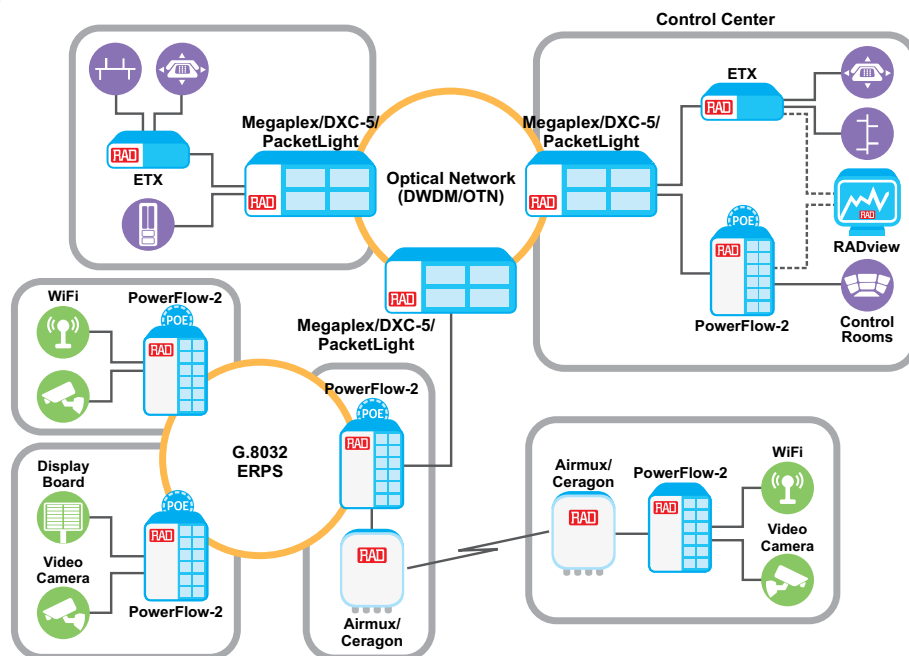 Control Center
ETX
RAD
Megaplex/DXC-5/
PacketLight
RAD
ETX
RAD
Optical Network
(DWDM/OTN)
Megaplex/DXC-5/
PacketLight
RAD
RAD
RADview
POE
RAD
PowerFlow-2
Control
Rooms
RAD
Megaplex/DXC-5/
PacketLight
WiFi
PowerFlow-2
POE
RAD
PowerFlow-2
POE
RAD
G.8032
ERPS
Display
Board
Video
Camera
POE
RAD
PowerFlow-2
RAD
Airmux/
Ceragon
Airmux/
Ceragon
RAD
PowerFlow-2
RAD
WiFi
Video
Camera